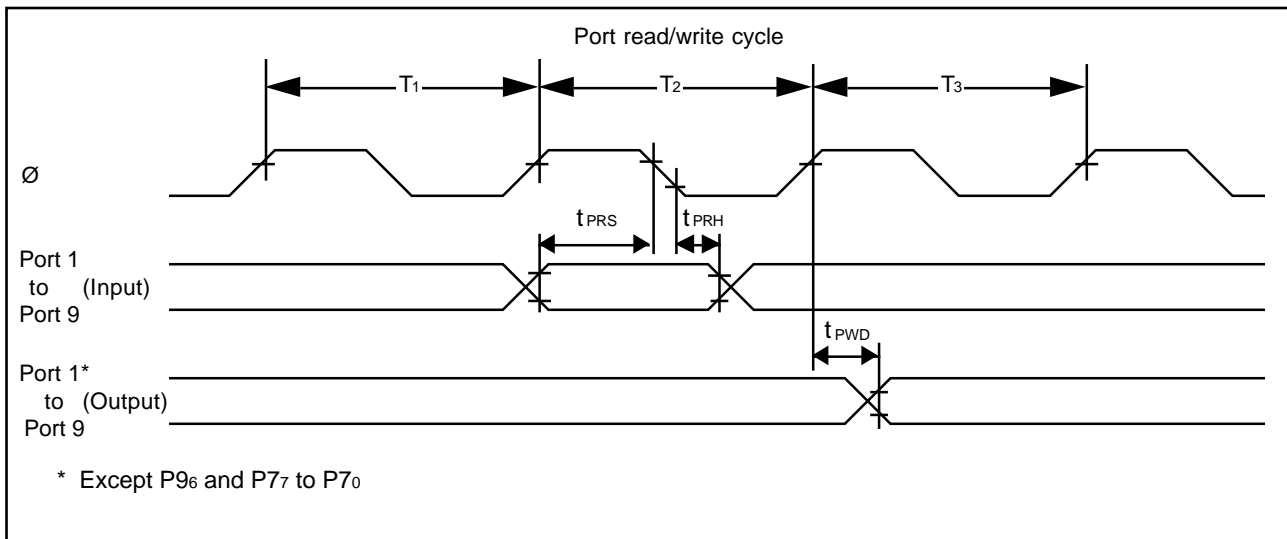 Port read/write cycle
T1 T2 T3
Ø
tPRS tPRH
Port 1
to (Input)
Port 9
tPWD
Port 1*
to (Output)
Port 9
* Except P96 and P77 to P70